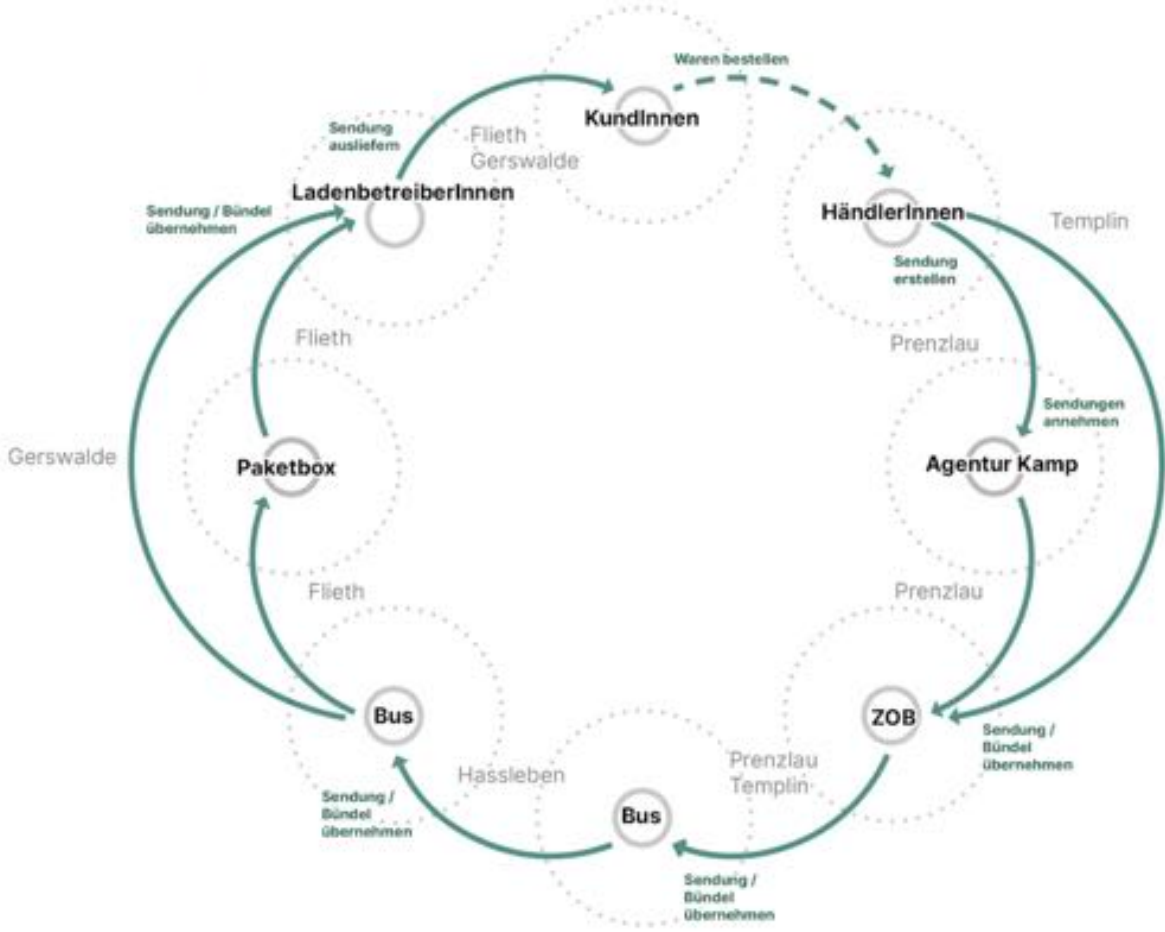 Waren bestellen
KundInnen
Sendung
ausliefern
Flieth
Gerswalde
LadenbetreiberInnen
HändlerInnen
Templin
Sendung / Bündel
übernehmen
Sendung
erstellen
Flieth
Prenzlau
Sendungen
annehmen
Gerswalde
Paketbox
Agentur Kamp
Flieth
Prenzlau
Bus
ZOB
Sendung /
Bündel
übernehmen
Hassleben
Prenzlau
Templin
Sendung /
Bündel
übernehmen
Bus
Sendung /
Bündel
übernehmen